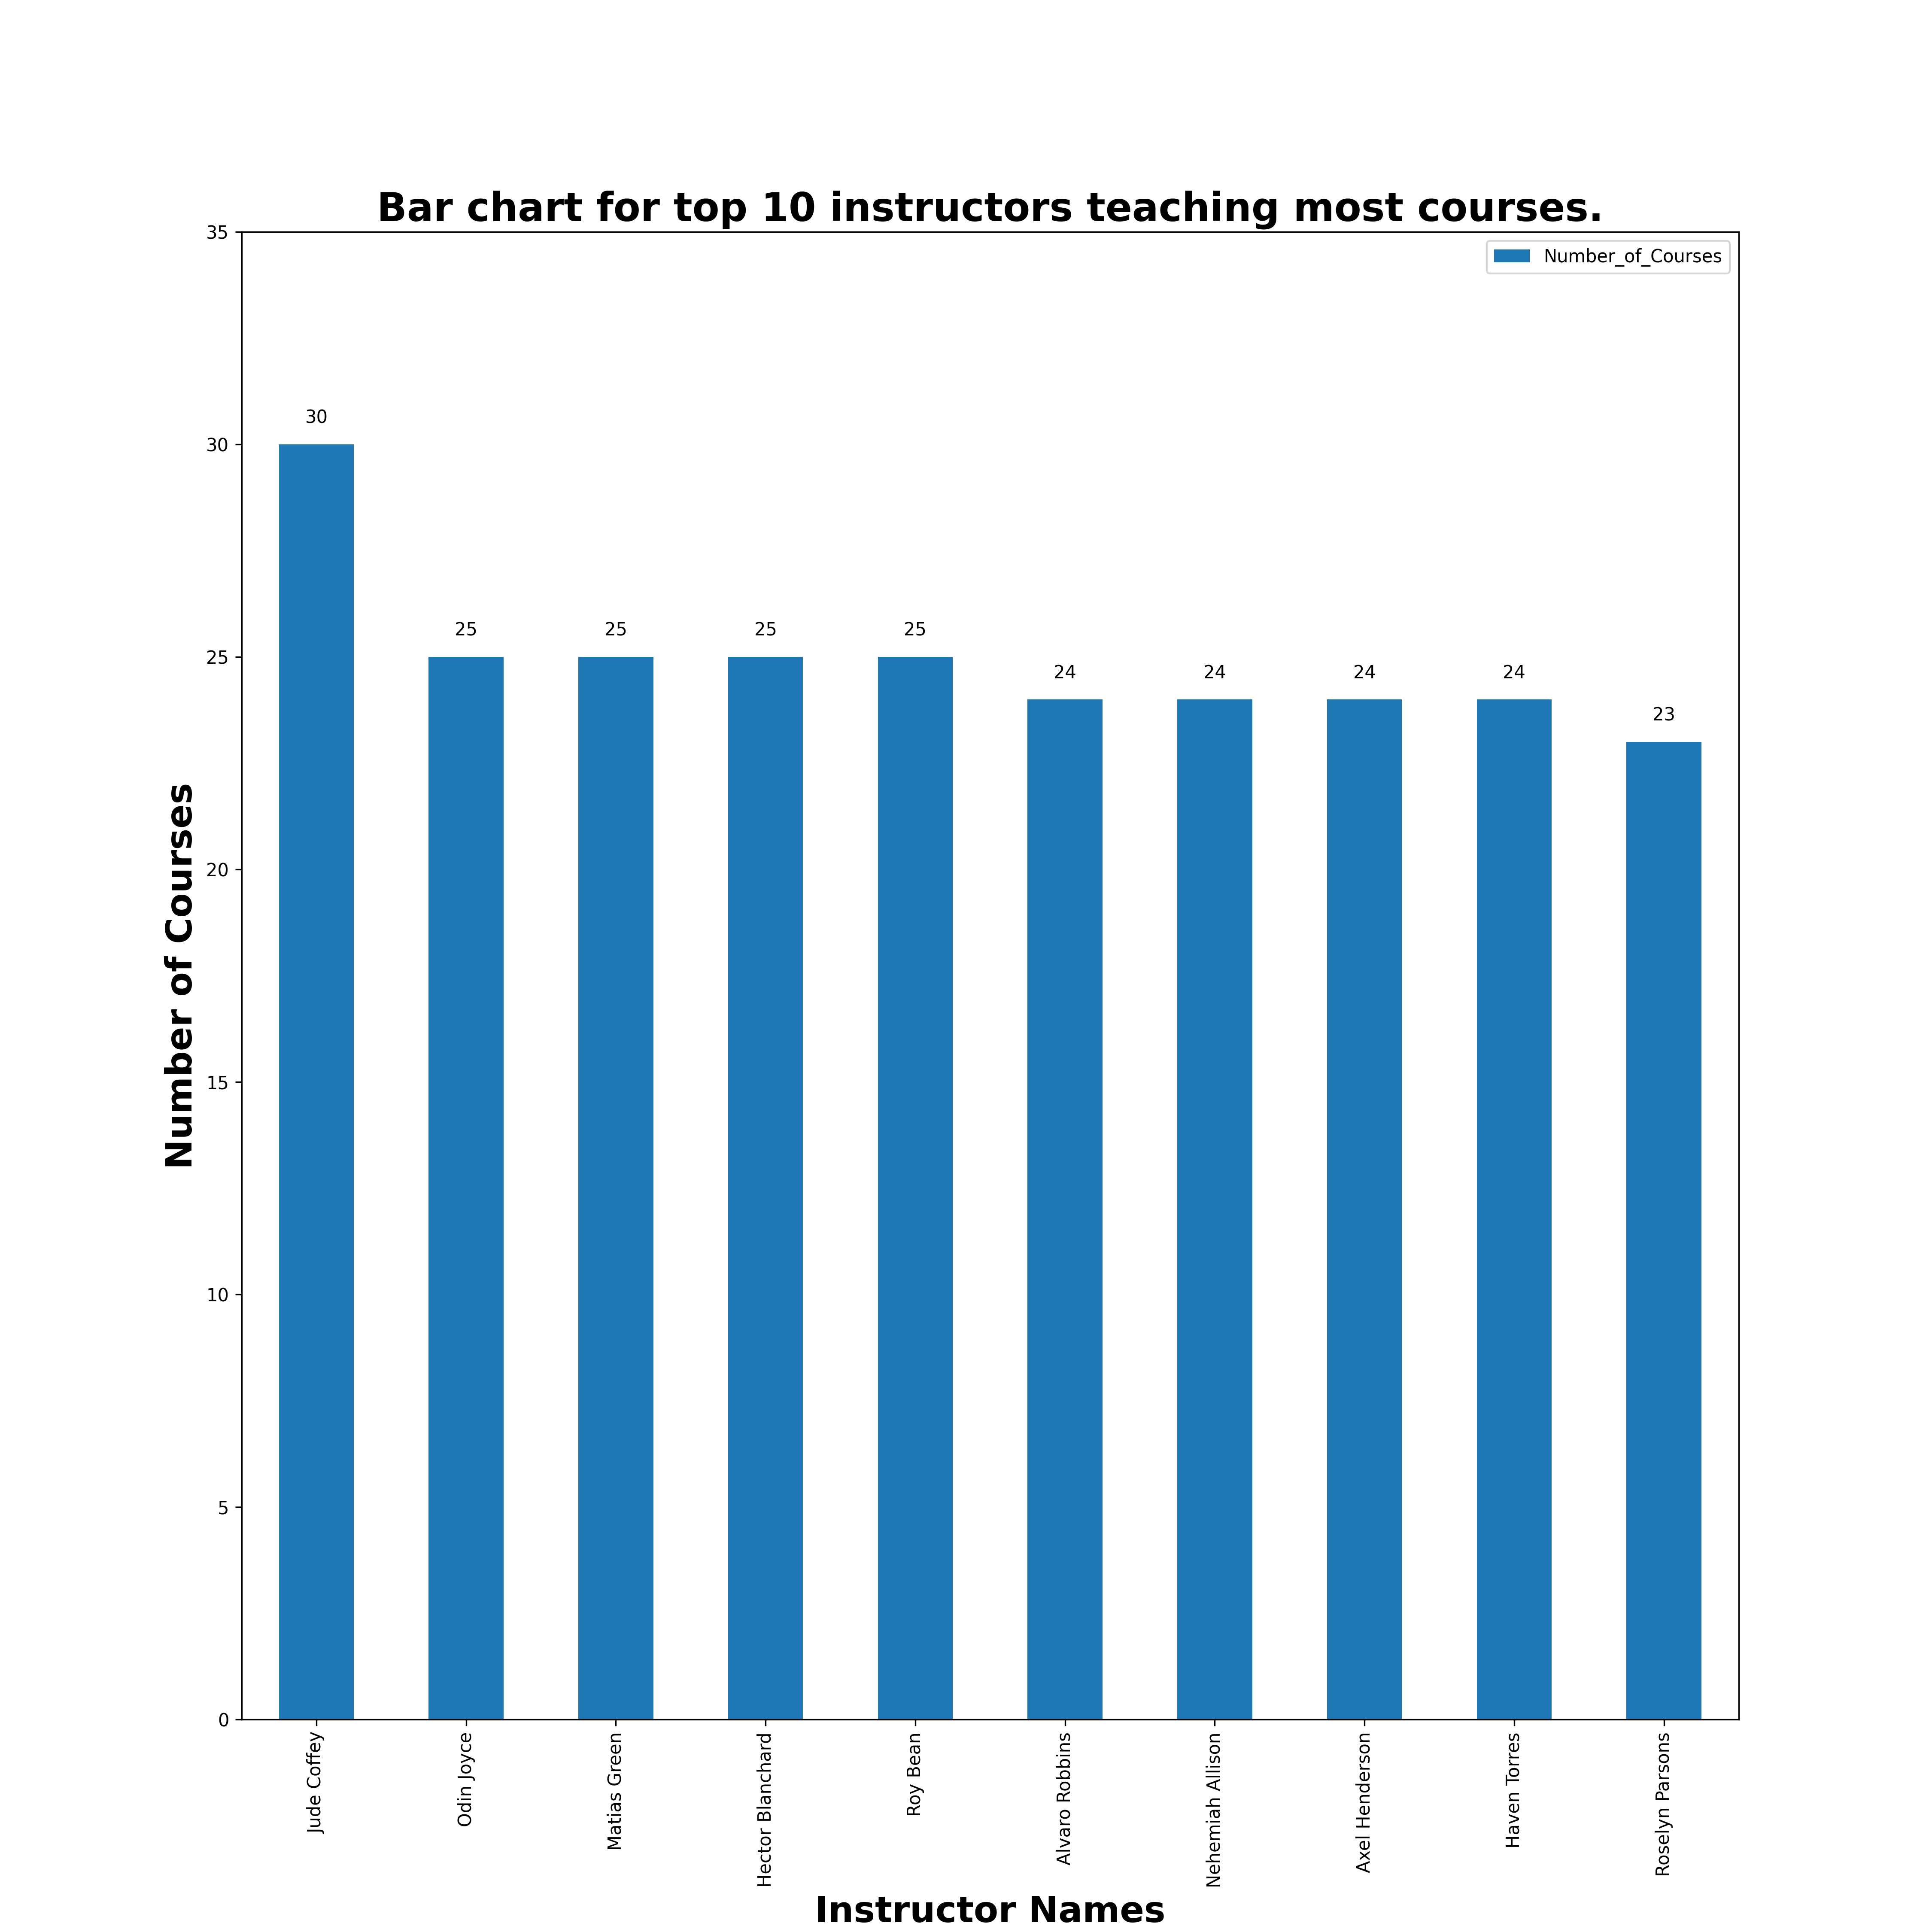 Bar chart for top 10 instructors teaching most courses.
Number_of_Courses
35
30
25
20
15
10
5
0
Number of Courses
30
25
25
25
25
24
24
24
24
23
Jude Coffey
Odin Joyce
Matias Green
Hector Blanchard
Roy Bean
Alvaro Robbins
Nehemiah Allison
Axel Henderson
Haven Torres
Roselyn Parsons
Instructor Names